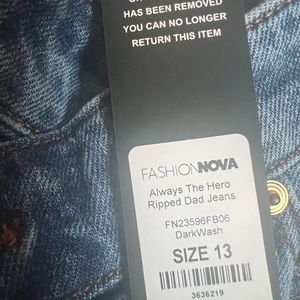 HAS BEEN REMOVED
YOU CAN NO LONGER
RETURN THIS ITEM
FASHIONNOVA
Always The Hero
Ripped Dad Jeans
FN23596FB06
DarkWash
SIZE 13
3636219